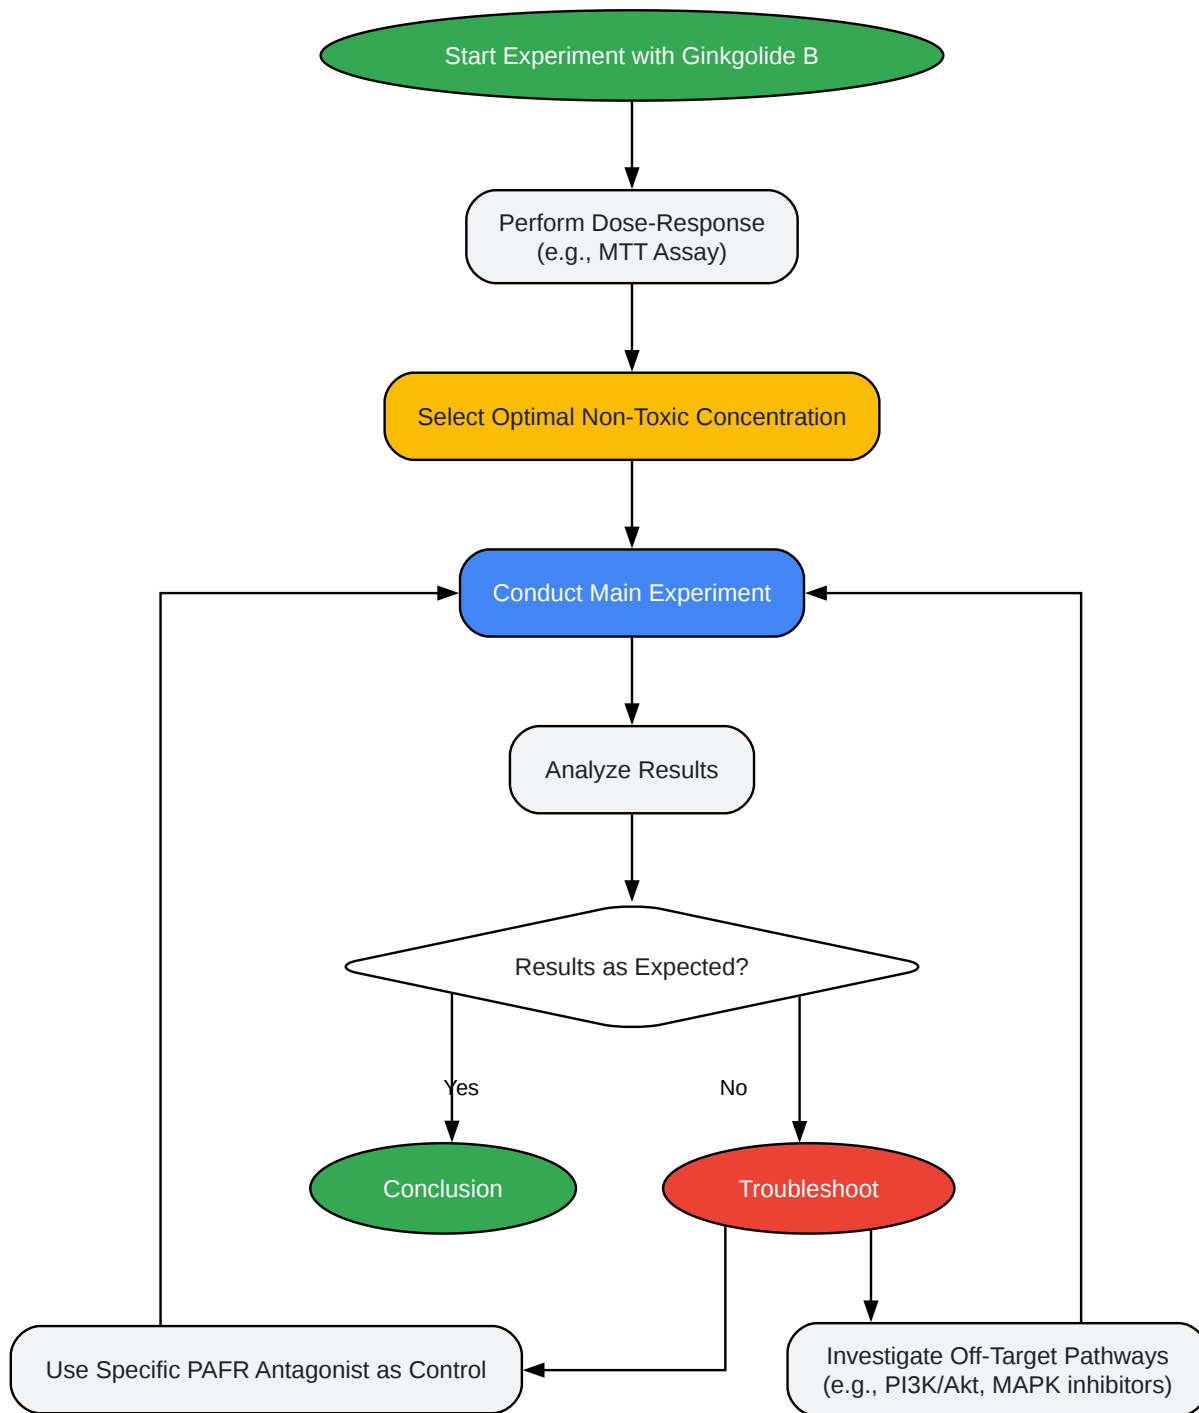 Start Experiment with Ginkgolide B
Perform Dose-Response
(e.g., MTT Assay)
Select Optimal Non-Toxic Concentration
Conduct Main Experiment
Analyze Results
Results as Expected?
Yes
No
Conclusion
Troubleshoot
Use Specific PAFR Antagonist as Control
Investigate Off-Target Pathways
(e.g., PI3K/Akt, MAPK inhibitors)